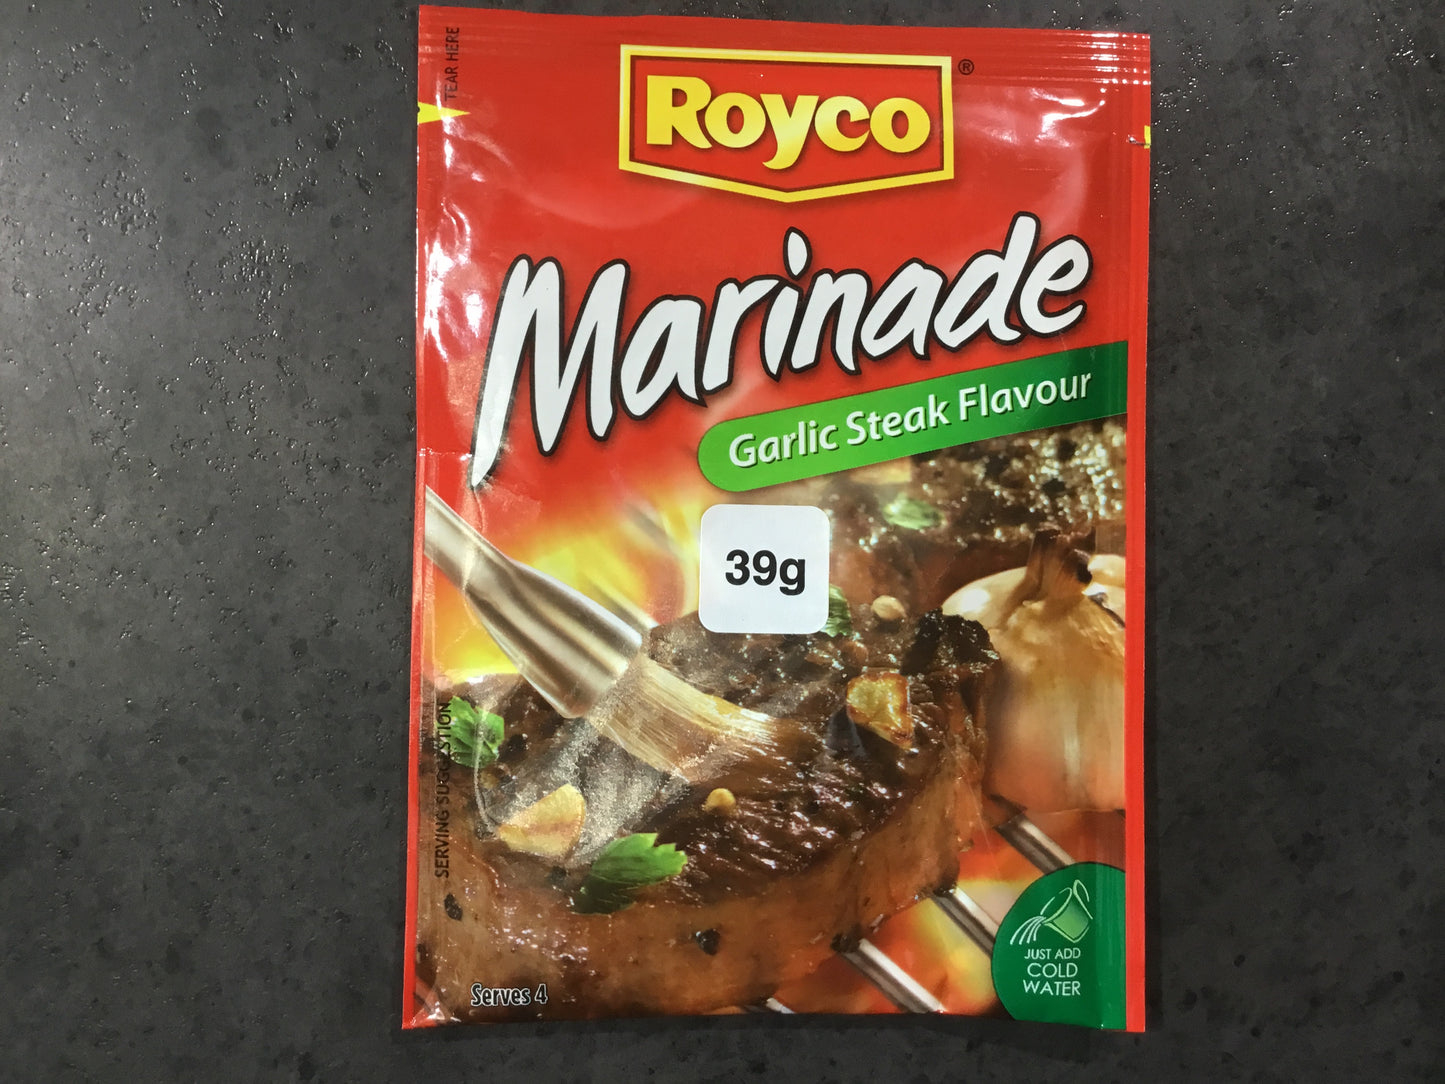 TEAR HERE
ROYCO
®
Marinade
Garlic Steak Flavour
39g
SERVING SUGGESTION
JUST ADD
COLD
WATER
Serves 4